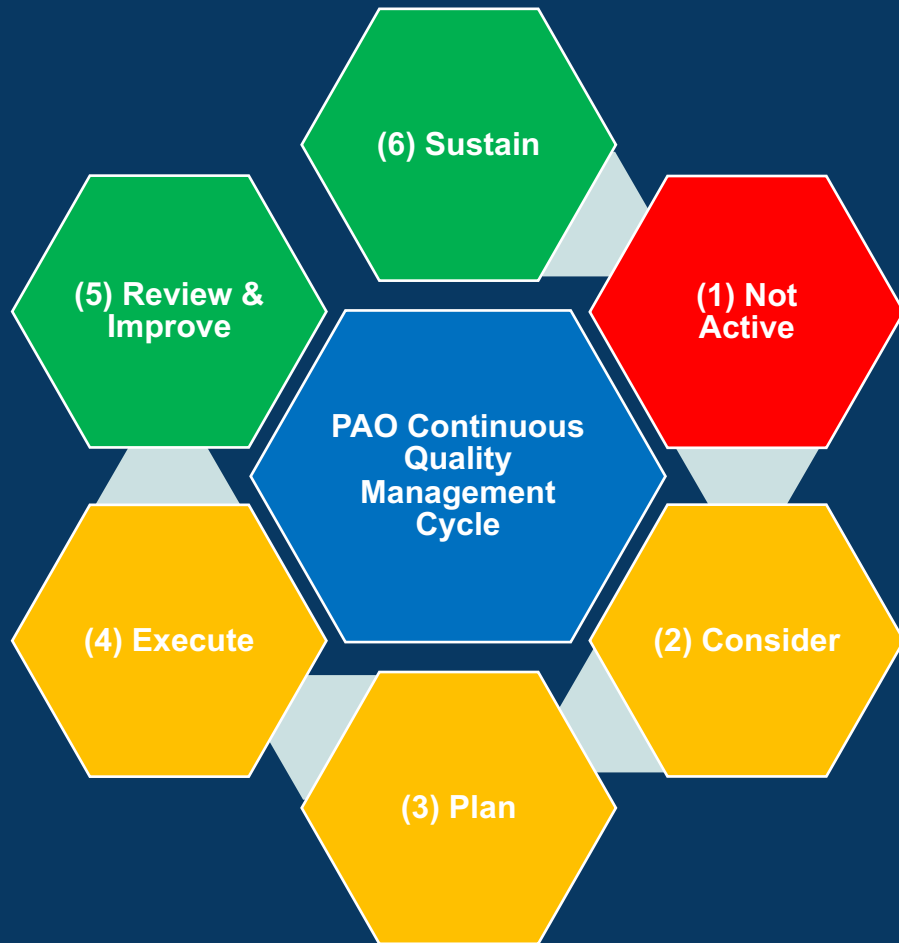 (6) Sustain
(1) Not
Active
(2) Consider
(3) Plan
(4) Execute
(5) Review &
Improve
PAO Continuous
Quality
Management
Cycle